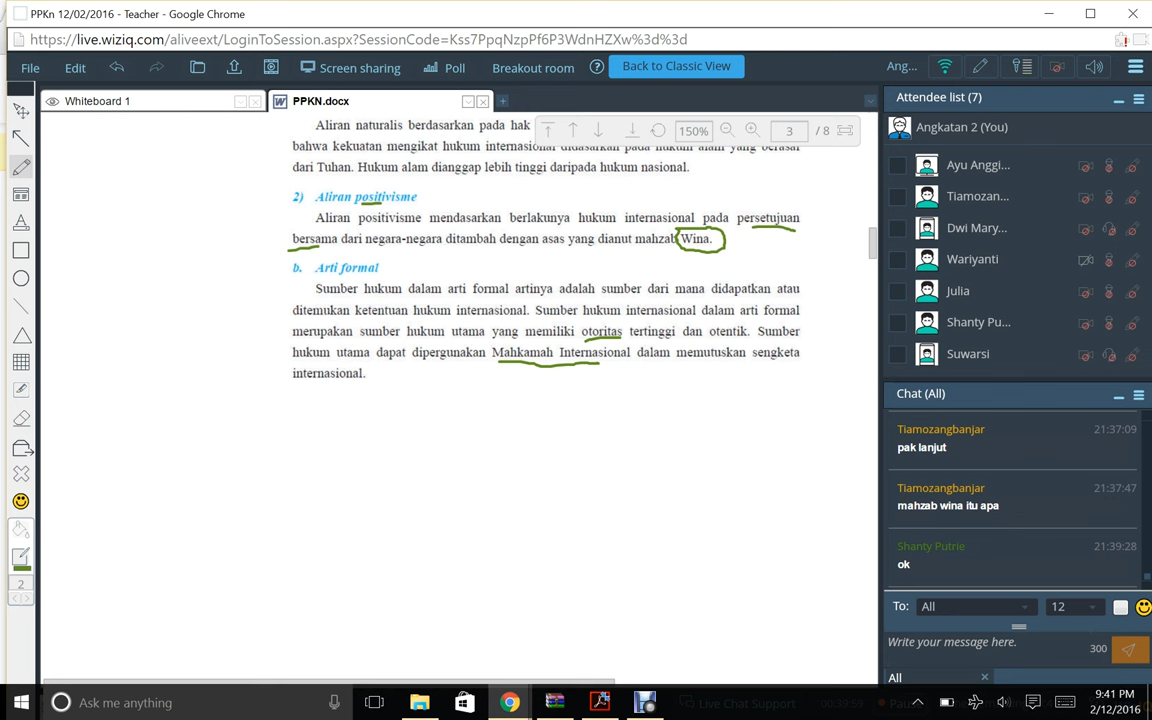 PPKn 12/02/2016 - Teacher - Google Chrome
https://live.wiziq.com/aliveext/LoginToSession.aspx?SessionCode=Kss7PpqNzpPf6P3WdnHZXw%3d%3d
File Edit Screen sharing Poll Breakout room Back to Classic View Ang...
Whiteboard 1 PPKN.docx
150% 3 / 8
Aliran naturalis berdasarkan pada hak
bahwa kekuatan mengikat hukum internasional didasarkan pada hukum alam yang berasal
dari Tuhan. Hukum alam dianggap lebih tinggi daripada hukum nasional.
2) Aliran positivisme
Aliran positivisme mendasarkan berlakunya hukum internasional pada persetujuan
bersama dari negara-negara ditambah dengan asas yang dianut mahzab Wina.
b. Arti formal
Sumber hukum dalam arti formal artinya adalah sumber dari mana didapatkan atau
ditemukan ketentuan hukum internasional. Sumber hukum internasional dalam arti formal
merupakan sumber hukum utama yang memiliki otoritas tertinggi dan otentik. Sumber
hukum utama dapat dipergunakan Mahkamah Internasional dalam memutuskan sengketa
internasional.
2
Attendee list (7)
Angkatan 2 (You)
Ayu Anggi...
Tiamozan...
Dwi Mary...
Wariyanti
Julia
Shanty Pu...
Suwarsi
Chat (All)
Tiamozangbanjar 21:37:09
pak lanjut
Tiamozangbanjar 21:37:47
mahzab wina itu apa
Shanty Putrie 21:39:28
ok
To: All 12
Write your message here. 300
All
Ask me anything
Live Chat Support 00:39:59
9:41 PM
2/12/2016